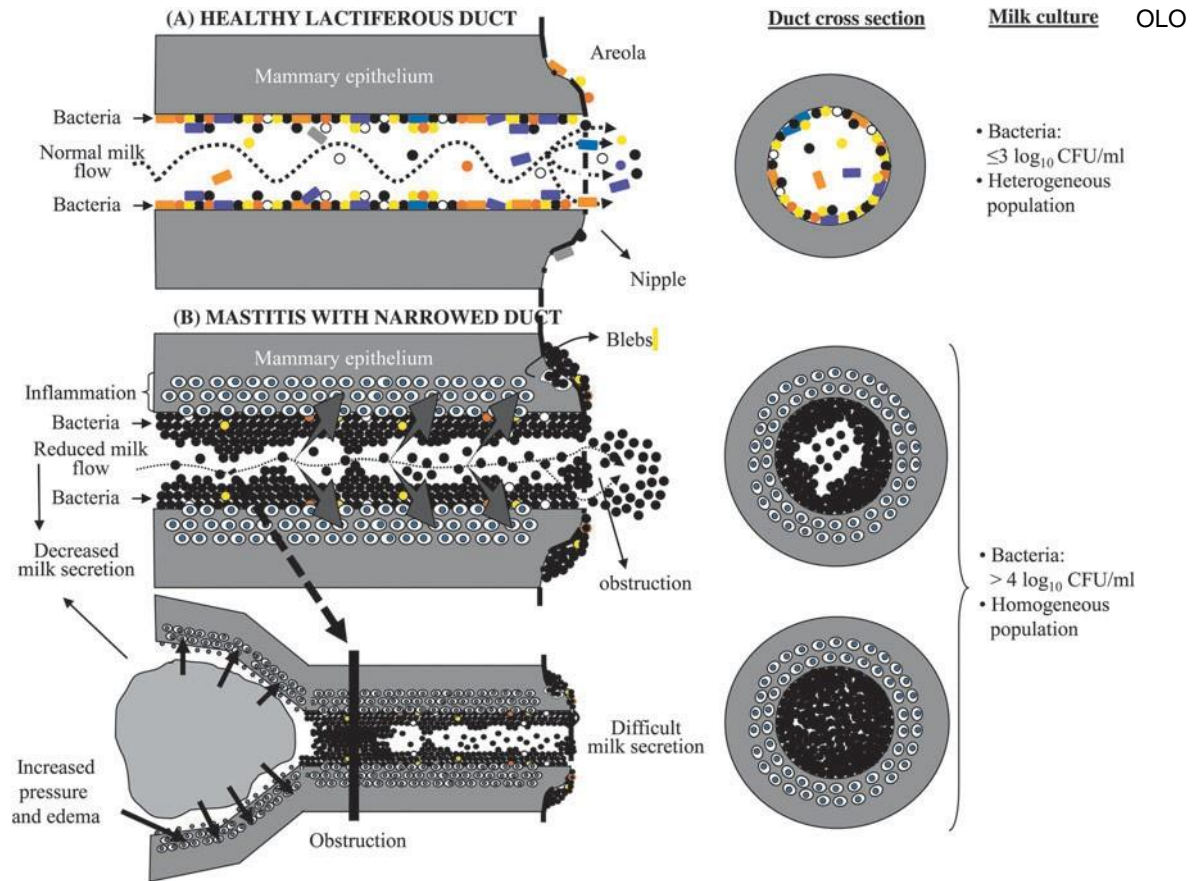 (A) HEALTHY LACTIFEROUS DUCT
Duct cross section
Milk culture
OLO
Areola
Mammary epithelium
Bacteria
Normal milk
flow
Bacteria
Nipple
• Bacteria:
≤3 log₁₀ CFU/ml
• Heterogeneous
population
(B) MASTITIS WITH NARROWED DUCT
Blebs
Mammary epithelium
Inflammation
Bacteria
Reduced milk
flow
Bacteria
Decreased
milk secretion
obstruction
• Bacteria:
> 4 log₁₀ CFU/ml
• Homogeneous
population
Difficult
milk secretion
Increased
pressure
and edema
Obstruction